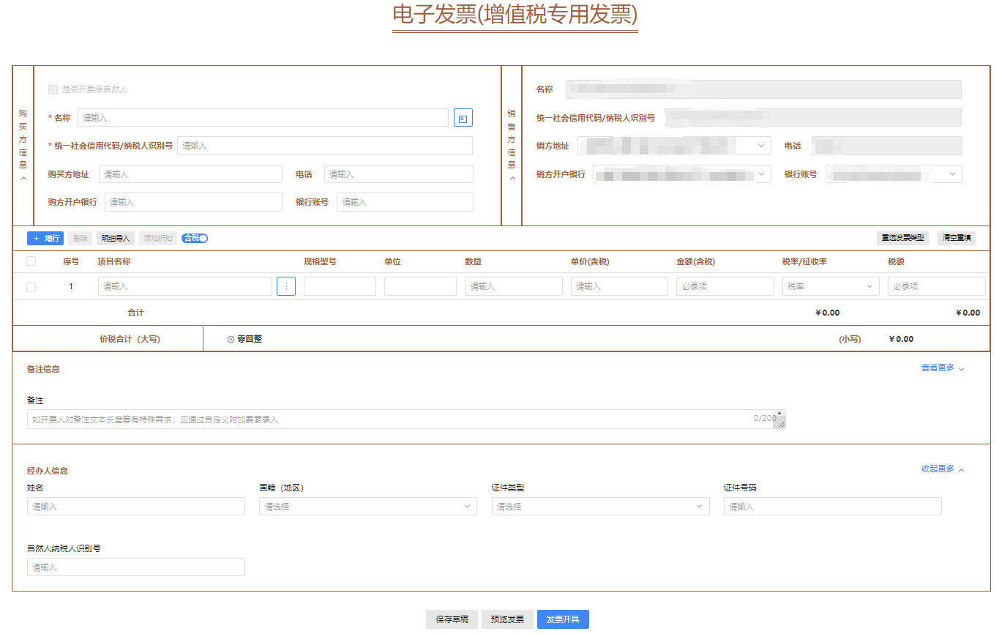 电子发票(增值税专用发票)
购买方信息
是否开票给自然人
* 名称 请输入
* 统一社会信用代码/纳税人识别号 请输入
购买方地址 请输入 电话 请输入
购方开户银行 请输入 银行账号 请输入
销售方信息
名称
统一社会信用代码/纳税人识别号
销方地址 电话
销方开户银行 银行账号
+ 增行 删除 明细导入 添加折扣 含税 重选发票类型 清空重填
序号 项目名称 规格型号 单位 数量 单价(含税) 金额(含税) 税率/征收率 税额
1 请输入 请输入 请输入 必录项 税率 必录项
合计 ￥0.00 ￥0.00
价税合计（大写） 零圆整 (小写) ￥0.00
备注信息 查看更多
备注
如开票人对备注文本长度等有特殊需求，应通过自定义附加要素录入 0/200
经办人信息 收起更多
姓名 国籍（地区） 证件类型 证件号码
请输入 请选择 请选择 请输入
自然人纳税人识别号
请输入
保存草稿 预览发票 发票开具